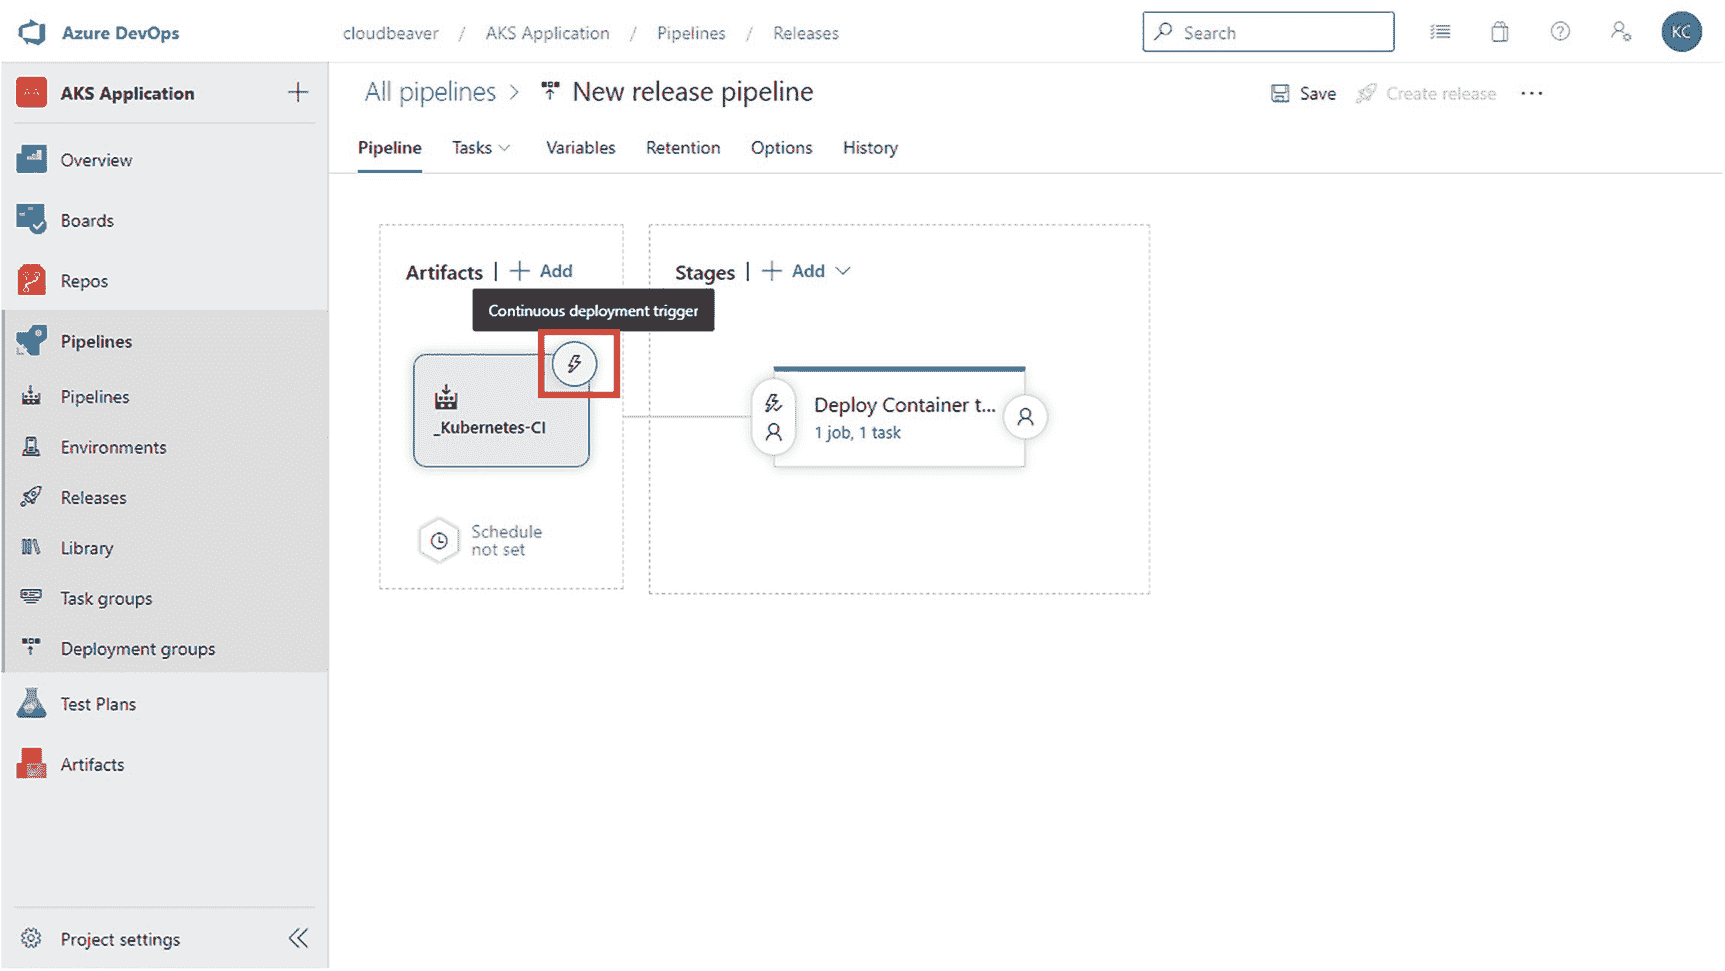 Azure DevOps
cloudbeaver / AKS Application / Pipelines / Releases
Search
KC
AKS Application
Overview
Boards
Repos
Pipelines
Pipelines
Environments
Releases
Library
Task groups
Deployment groups
Test Plans
Artifacts
Project settings
All pipelines > New release pipeline
Save
Create release
Pipeline Tasks Variables Retention Options History
Artifacts | + Add
Stages | + Add
Continuous deployment trigger
_Kubernetes-CI
Schedule
not set
Deploy Container t...
1 job, 1 task